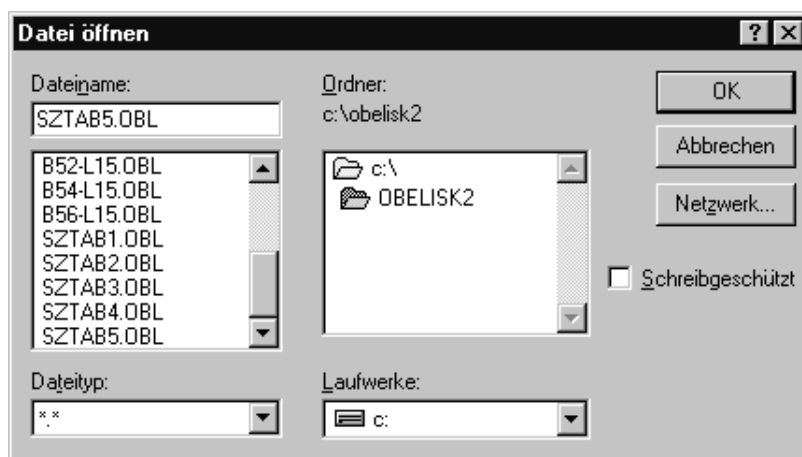 Datei öffnen
Dateiname:
SZTAB5.OBL
B52-L15.OBL
B54-L15.OBL
B56-L15.OBL
SZTAB1.OBL
SZTAB2.OBL
SZTAB3.OBL
SZTAB4.OBL
SZTAB5.OBL
Dateityp:
*.*
Ordner:
c:\obelisk2
c:\
OBELISK2
Laufwerke:
c:
OK
Abbrechen
Netzwerk...
Schreibgeschützt